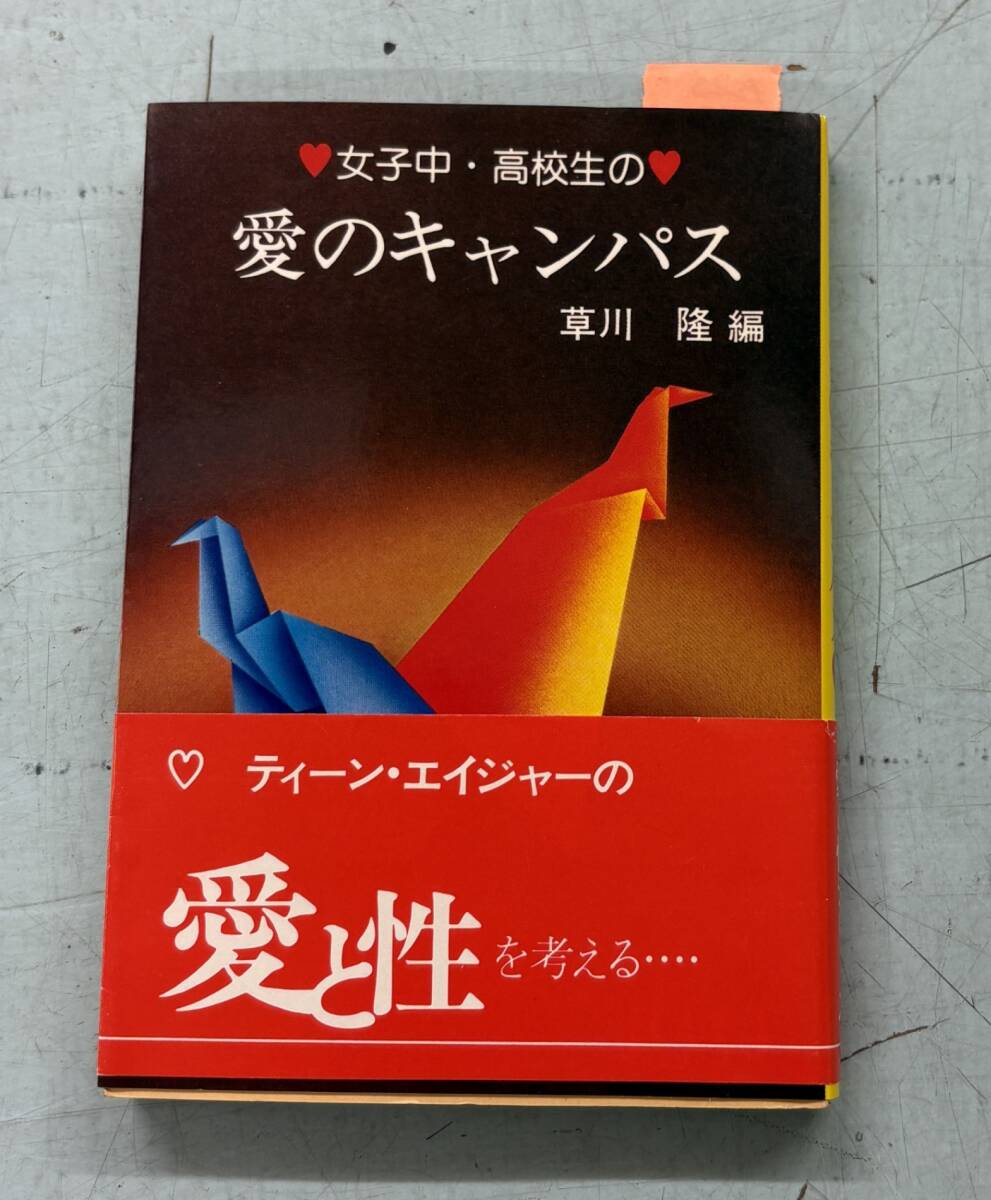 ♥女子中・高校生の♥
愛のキャンパス
草川　隆 編
♡　ティーン・エイジャーの
愛と性を考える‥‥